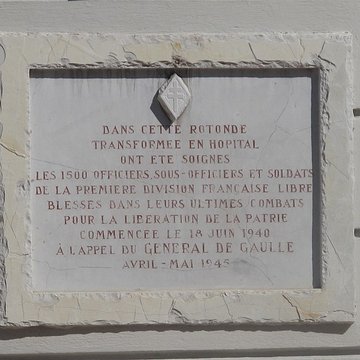 DANS CETTE ROTONDE
TRANSFORMEE EN HOPITAL
ONT ETE SOIGNES
LES 1500 OFFICIERS, SOUS-OFFICIERS ET SOLDATS
DE LA PREMIERE DIVISION FRANCAISE LIBRE
BLESSES DANS LEURS ULTIMES COMBATS
POUR LA LIBERATION DE LA PATRIE
COMMENCEE LE 18 JUIN 1940
À L'APPEL DU GENERAL DE GAULLE
AVRIL - MAI 1945